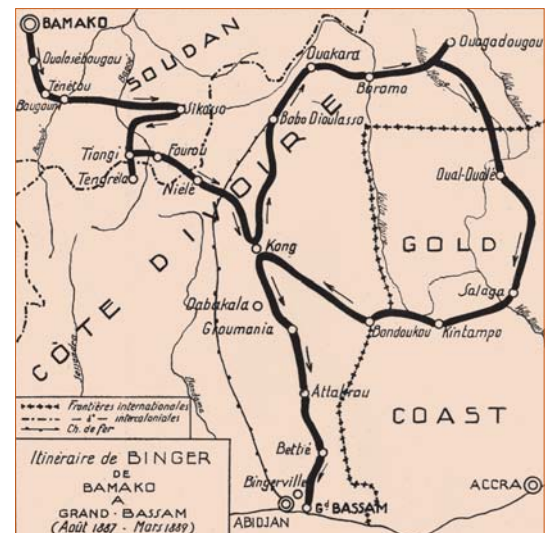 BAMAKO
Oualosébougou
Ténétou
Bougouni
SOUDAN
Sikaso
Tiongi
Fourou
Tengréla
Niélé
Ouagadougou
Ouakara
Boromo
Bobo Dioulasso
Oual-Oualé
CÔTE D'IVOIRE
Kong
GOLD
COAST
Salaga
Dabakala
Groumania
Bondoukou
Kintampo
Attakrou
Bettié
Bingerville
ABIDJAN
Gd BASSAM
ACCRA
Frontières internationales
-d°- intercoloniales
Ch. de fer
Itinéraire de BINGER
DE
BAMAKO
A
GRAND-BASSAM
(Août 1887 - Mars 1889)